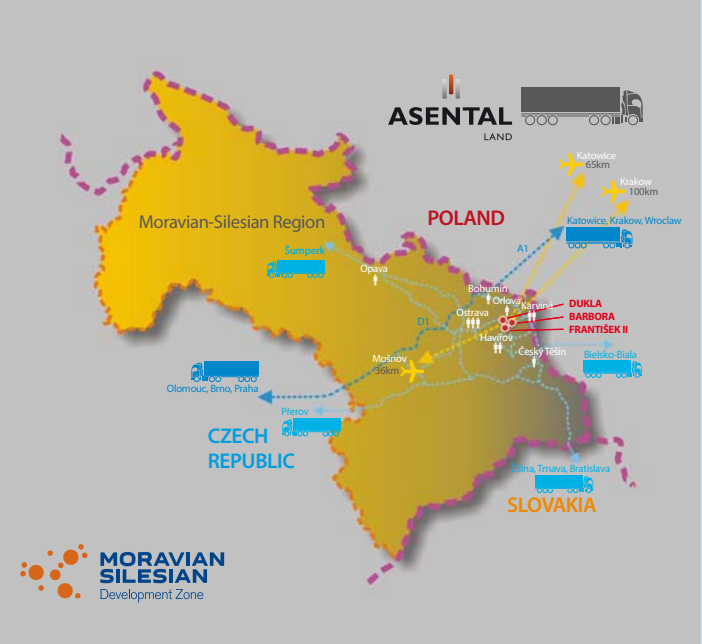 ASENTAL
LAND
Katowice
65km
Krakow
100km
Katowice, Krakow, Wroclaw
POLAND
Moravian-Silesian Region
A1
Šumperk
Opava
Bohumín
Orlová
Karviná
DUKLA
BARBORA
FRANTIŠEK II
Ostrava
D1
Havířov
Český Těšín
Bielsko-Biala
Mošnov
36km
Olomouc, Brno, Praha
Přerov
CZECH
REPUBLIC
Žilina, Trnava, Bratislava
SLOVAKIA
MORAVIAN
SILESIAN
Development Zone